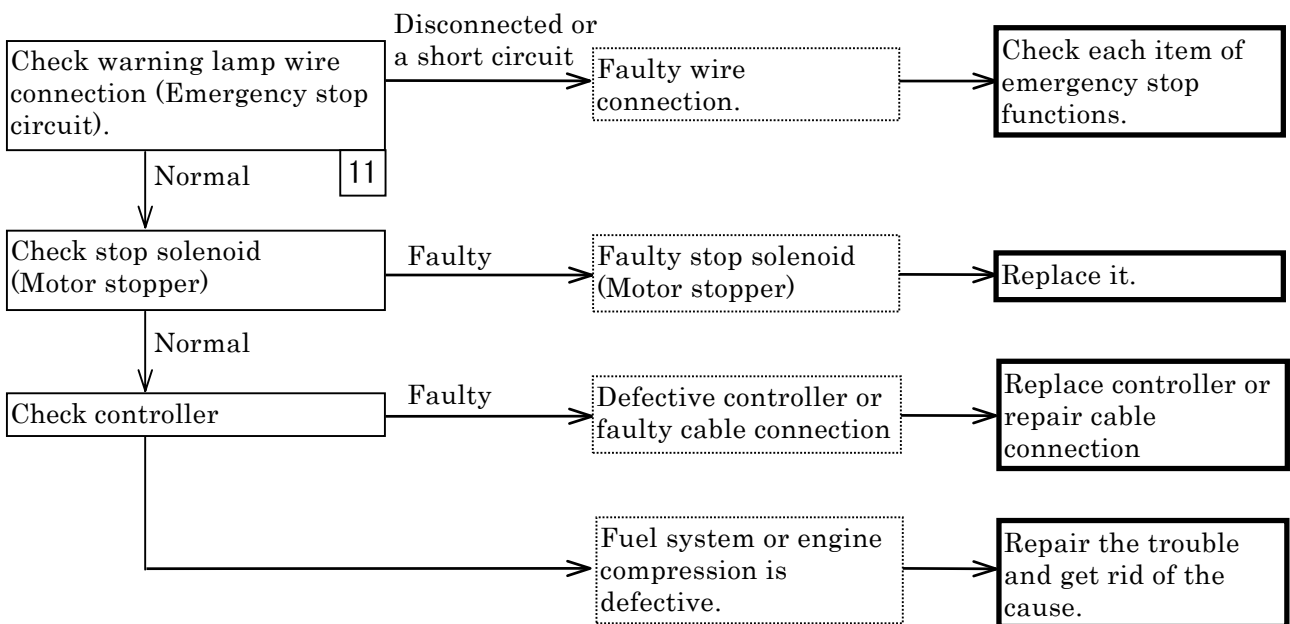 Disconnected or
a short circuit
Check warning lamp wire
connection (Emergency stop
circuit).
Faulty wire
connection.
Check each item of
emergency stop
functions.
11
Normal
Check stop solenoid
(Motor stopper)
Faulty
Faulty stop solenoid
(Motor stopper)
Replace it.
Normal
Check controller
Faulty
Defective controller or
faulty cable connection
Replace controller or
repair cable
connection
Fuel system or engine
compression is
defective.
Repair the trouble
and get rid of the
cause.